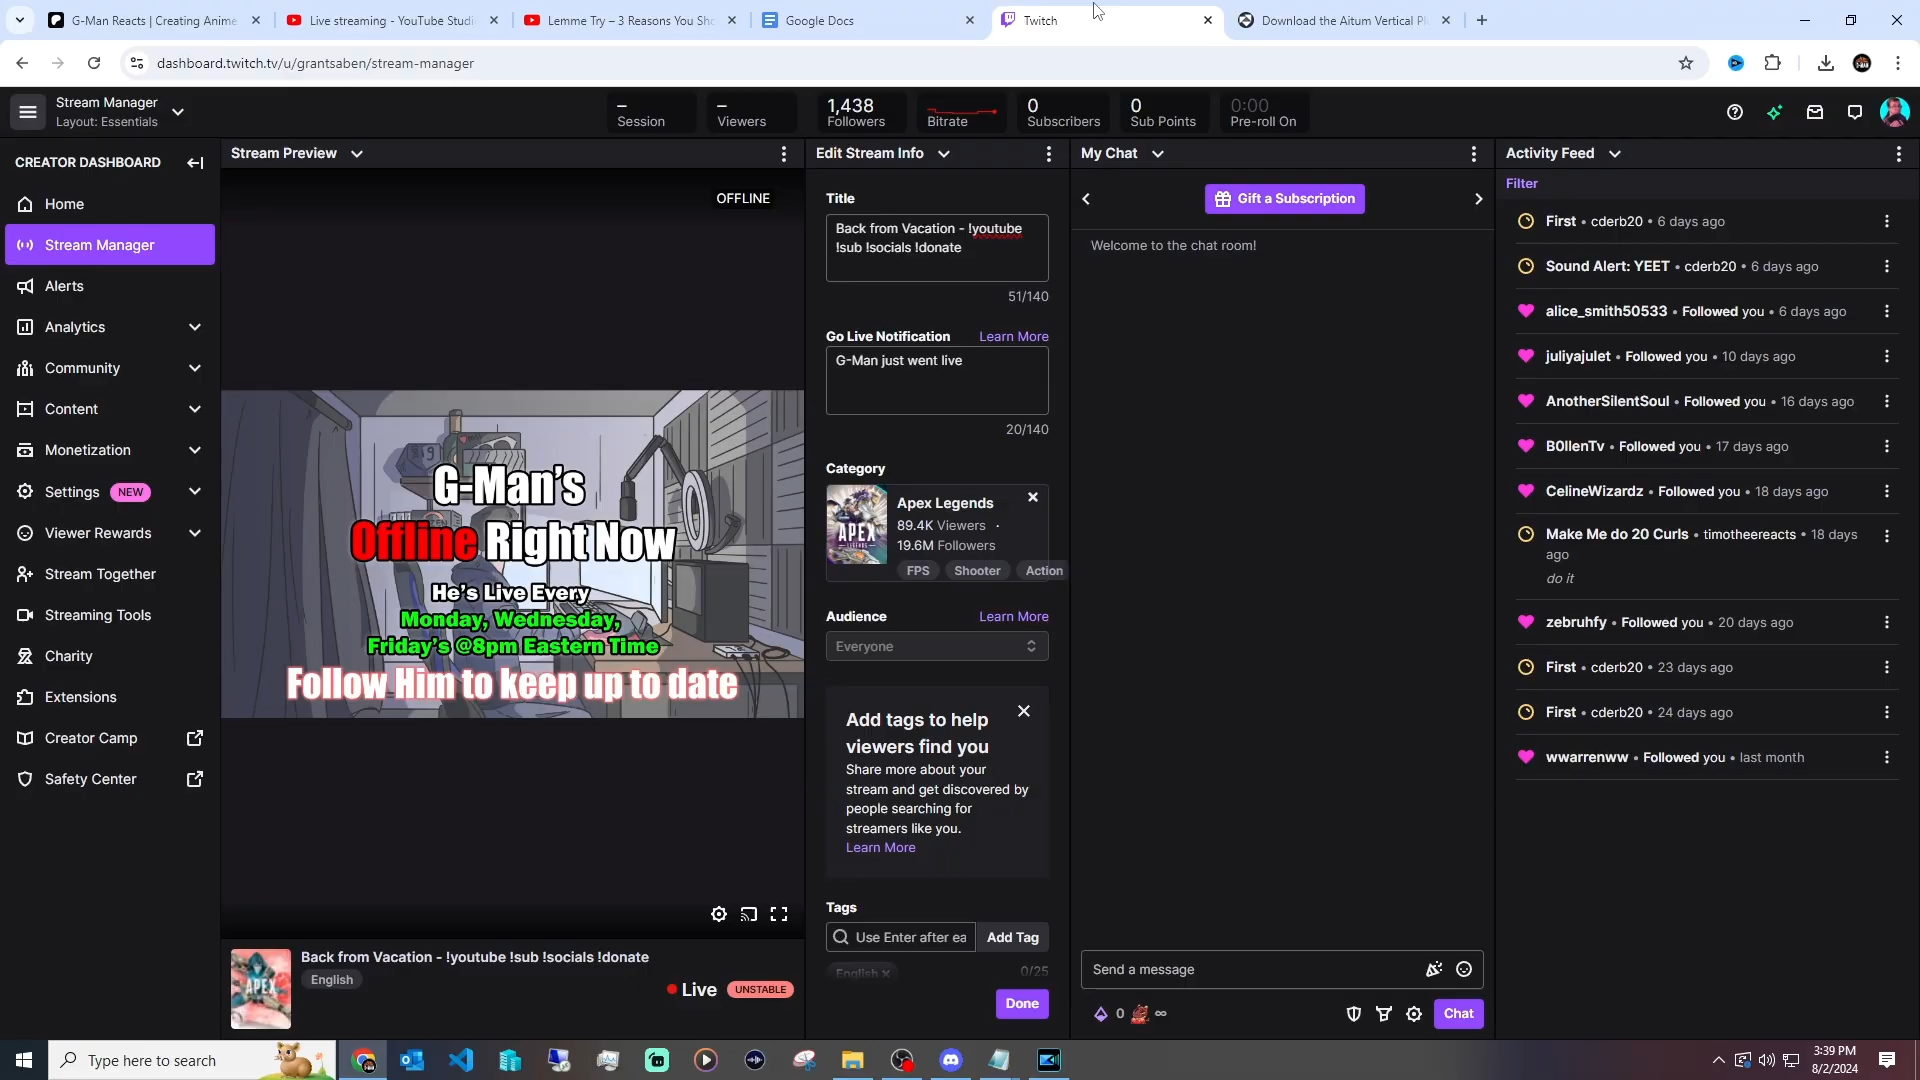 G-Man Reacts | Creating Anime
Live streaming - YouTube Studi
Lemme Try – 3 Reasons You Sho
Google Docs
Twitch
Download the Aitum Vertical Pl
dashboard.twitch.tv/u/grantsaben/stream-manager
Stream Manager
Layout: Essentials
–
Session
–
Viewers
1,438
Followers
Bitrate
0
Subscribers
0
Sub Points
0:00
Pre-roll On
CREATOR DASHBOARD
Home
Stream Manager
Alerts
Analytics
Community
Content
Monetization
Settings NEW
Viewer Rewards
Stream Together
Streaming Tools
Charity
Extensions
Creator Camp
Safety Center
Stream Preview
OFFLINE
G-Man's
Offline Right Now
He's Live Every
Monday, Wednesday,
Friday's @8pm Eastern Time
Follow Him to keep up to date
APEX
Back from Vacation - !youtube !sub !socials !donate
English
Live UNSTABLE
Edit Stream Info
Title
Back from Vacation - !youtube
!sub !socials !donate
51/140
Go Live Notification Learn More
G-Man just went live
20/140
Category
APEX
LEGENDS
Apex Legends
89.4K Viewers ·
19.6M Followers
FPS Shooter Action
Audience Learn More
Everyone
Add tags to help
viewers find you
Share more about your
stream and get discovered by
people searching for
streamers like you.
Learn More
Tags
Use Enter after ea Add Tag
English 0/25
Done
My Chat
Gift a Subscription
Welcome to the chat room!
Send a message
0 ∞
Chat
Activity Feed
Filter
First • cderb20 • 6 days ago
Sound Alert: YEET • cderb20 • 6 days ago
alice_smith50533 • Followed you • 6 days ago
juliyajulet • Followed you • 10 days ago
AnotherSilentSoul • Followed you • 16 days ago
B0llenTv • Followed you • 17 days ago
CelineWizardz • Followed you • 18 days ago
Make Me do 20 Curls • timotheereacts • 18 days
ago
do it
zebruhfy • Followed you • 20 days ago
First • cderb20 • 23 days ago
First • cderb20 • 24 days ago
wwarrenww • Followed you • last month
Type here to search
3:39 PM
8/2/2024